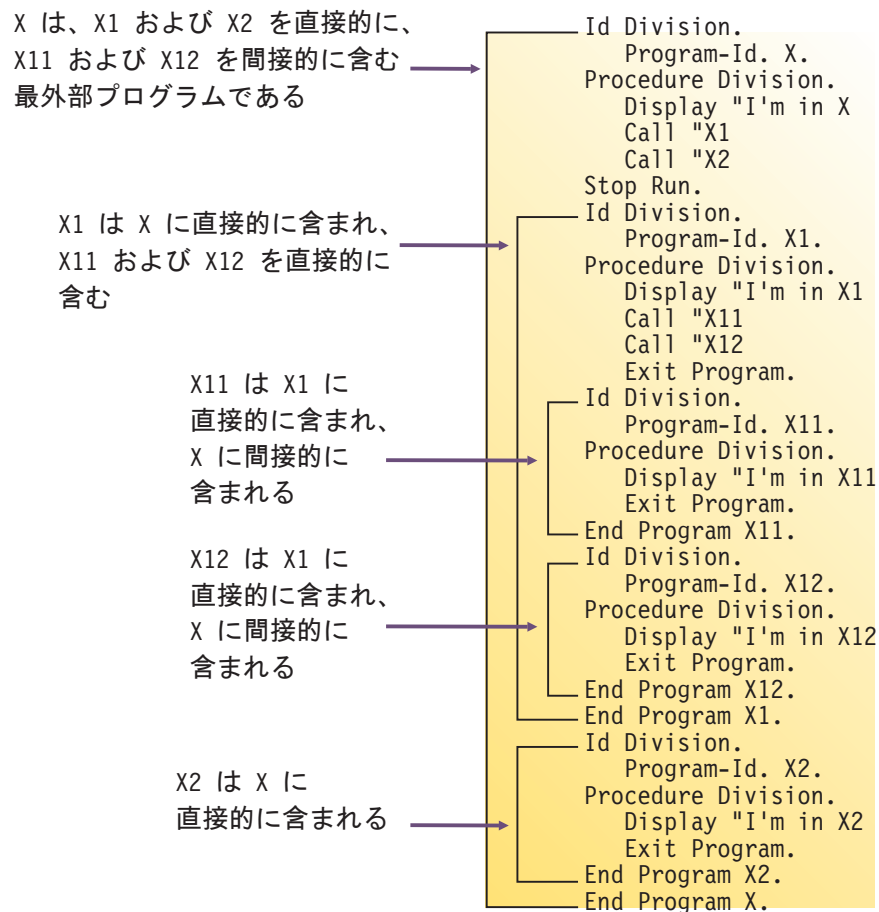 X は、X1 および X2 を直接的に、
X11 および X12 を間接的に含む
最外部プログラムである
X1 は X に直接的に含まれ、
X11 および X12 を直接的に
含む
X11 は X1 に
直接的に含まれ、
X に間接的に
含まれる
X12 は X1 に
直接的に含まれ、
X に間接的に
含まれる
X2 は X に
直接的に含まれる
Id Division.
Program-Id. X.
Procedure Division.
Display "I'm in X
Call "X1
Call "X2
Stop Run.
Id Division.
Program-Id. X1.
Procedure Division.
Display "I'm in X1
Call "X11
Call "X12
Exit Program.
Id Division.
Program-Id. X11.
Procedure Division.
Display "I'm in X11
Exit Program.
End Program X11.
Id Division.
Program-Id. X12.
Procedure Division.
Display "I'm in X12
Exit Program.
End Program X12.
End Program X1.
Id Division.
Program-Id. X2.
Procedure Division.
Display "I'm in X2
Exit Program.
End Program X2.
End Program X.